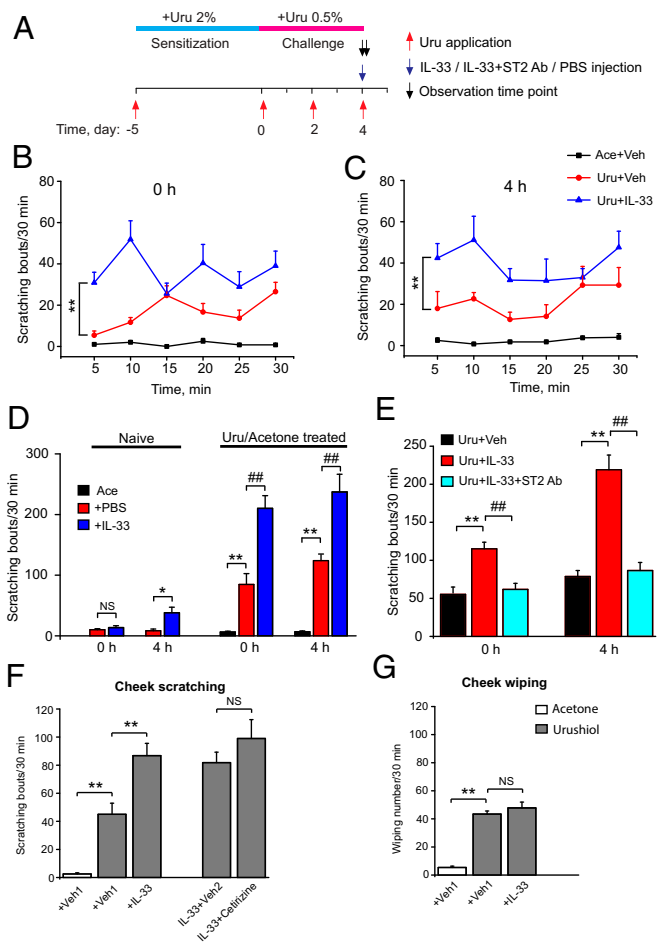 A
+Uru 2%
+Uru 0.5%
Sensitization
Challenge
Uru application
IL-33 / IL-33+ST2 Ab / PBS injection
Observation time point
Time, day: -5 0 2 4
B
0 h
Scratching bouts/30 min
80
60
40
20
0
**
5 10 15 20 25 30
Time, min
C
4 h
Ace+Veh
Uru+Veh
Uru+IL-33
Scratching bouts/30 min
80
60
40
20
0
**
5 10 15 20 25 30
Time, min
D
Naive
Uru/Acetone treated
Ace
+PBS
+IL-33
Scratching bouts/30 min
300
200
100
0
NS
*
**
##
**
##
0 h 4 h 0 h 4 h
E
Uru+Veh
Uru+IL-33
Uru+IL-33+ST2 Ab
Scratching bouts/30 min
250
200
150
100
50
0
**
##
**
##
0 h 4 h
F
Cheek scratching
Scratching bouts/30 min
120
100
80
60
40
20
0
**
**
NS
+Veh1
+Veh1
+IL-33
IL-33+Veh2
IL-33+Cetirizine
G
Cheek wiping
Acetone
Urushiol
Wiping number/30 min
120
100
80
60
40
20
0
**
NS
+Veh1
+Veh1
+IL-33